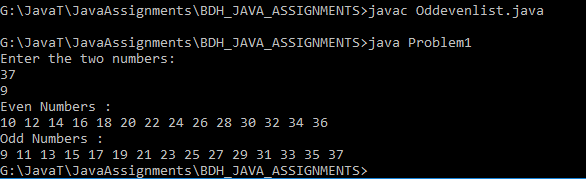 G:\JavaT\JavaAssignments\BDH_JAVA_ASSIGNMENTS>javac Oddevenlist.java
G:\JavaT\JavaAssignments\BDH_JAVA_ASSIGNMENTS>java Problem1
Enter the two numbers:
37
9
Even Numbers :
10 12 14 16 18 20 22 24 26 28 30 32 34 36
Odd Numbers :
9 11 13 15 17 19 21 23 25 27 29 31 33 35 37
G:\JavaT\JavaAssignments\BDH_JAVA_ASSIGNMENTS>